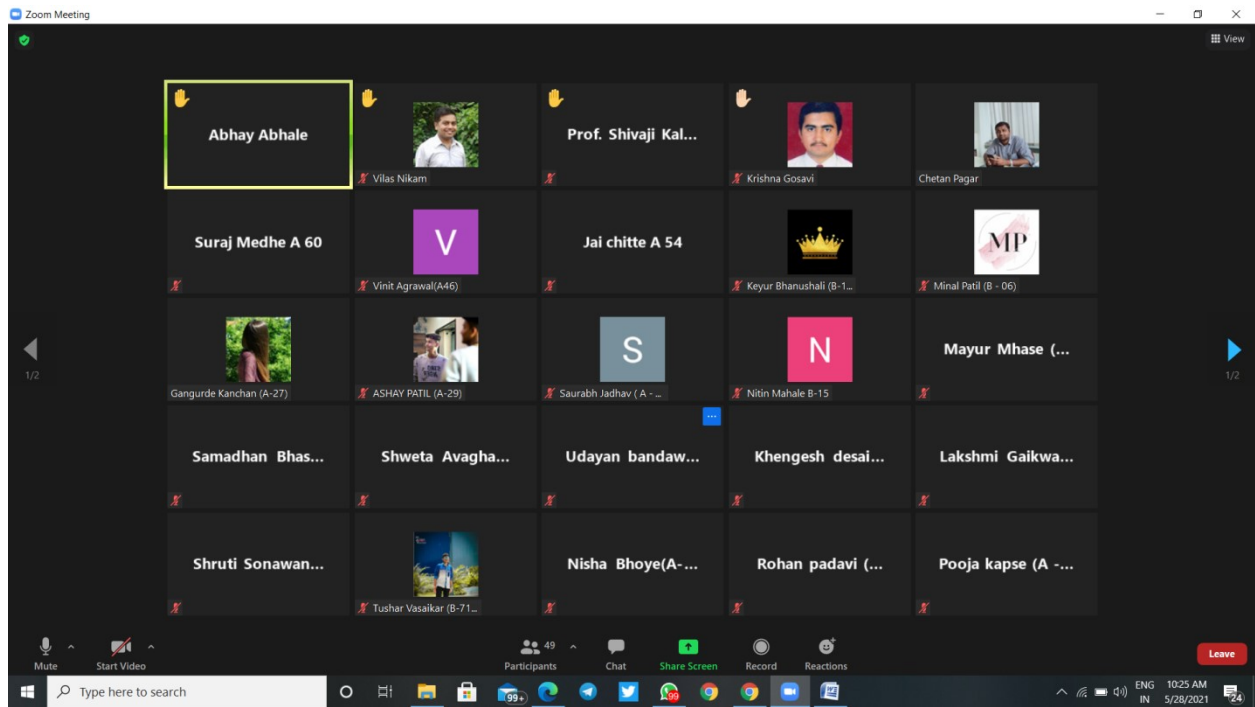 Zoom Meeting
View
Abhay Abhale
Vilas Nikam
Prof. Shivaji Kal...
Krishna Gosavi
Chetan Pagar
Suraj Medhe A 60
V
Vinit Agrawal(A46)
Jai chitte A 54
Keyur Bhanushali (B-1...
MP
Minal Patil (B - 06)
Gangurde Kanchan (A-27)
ASHAY PATIL (A-29)
S
Saurabh Jadhav ( A - ...
N
Nitin Mahale B-15
Mayur Mhase (...
1/2
1/2
Samadhan Bhas...
Shweta Avagha...
Udayan bandaw...
Khengesh desai...
Lakshmi Gaikwa...
Shruti Sonawan...
Tushar Vasaikar (B-71...
Nisha Bhoye(A-...
Rohan padavi (...
Pooja kapse (A -...
Mute
Start Video
49
Participants
Chat
Share Screen
Record
Reactions
Leave
Type here to search
99+
99
ENG
IN
10:25 AM
5/28/2021
24